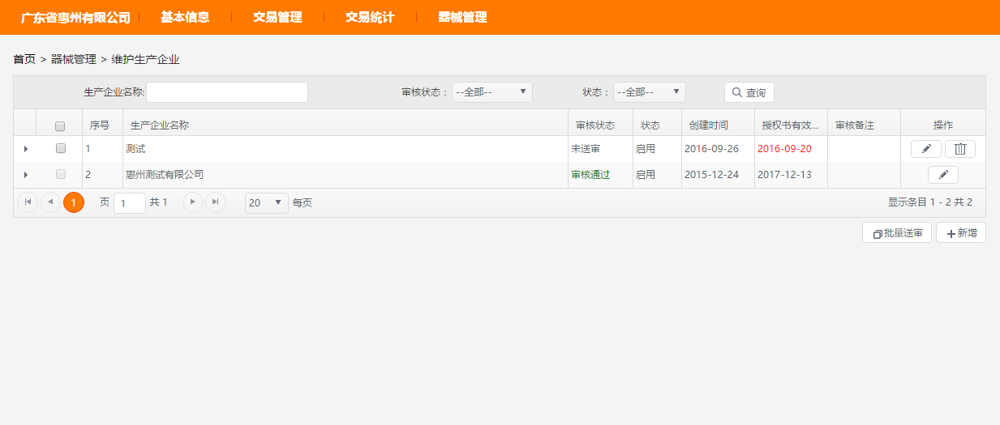 广东省惠州有限公司 基本信息 交易管理 交易统计 器械管理
首页 > 器械管理 > 维护生产企业
生产企业名称: 审核状态： --全部-- 状态： --全部-- 查询
序号 生产企业名称 审核状态 状态 创建时间 授权书有效... 审核备注 操作
1 测试 未送审 启用 2016-09-26 2016-09-20
2 惠州测试有限公司 审核通过 启用 2015-12-24 2017-12-13
1 页 1 共 1 20 每页 显示条目 1 - 2 共 2
批量送审 新增